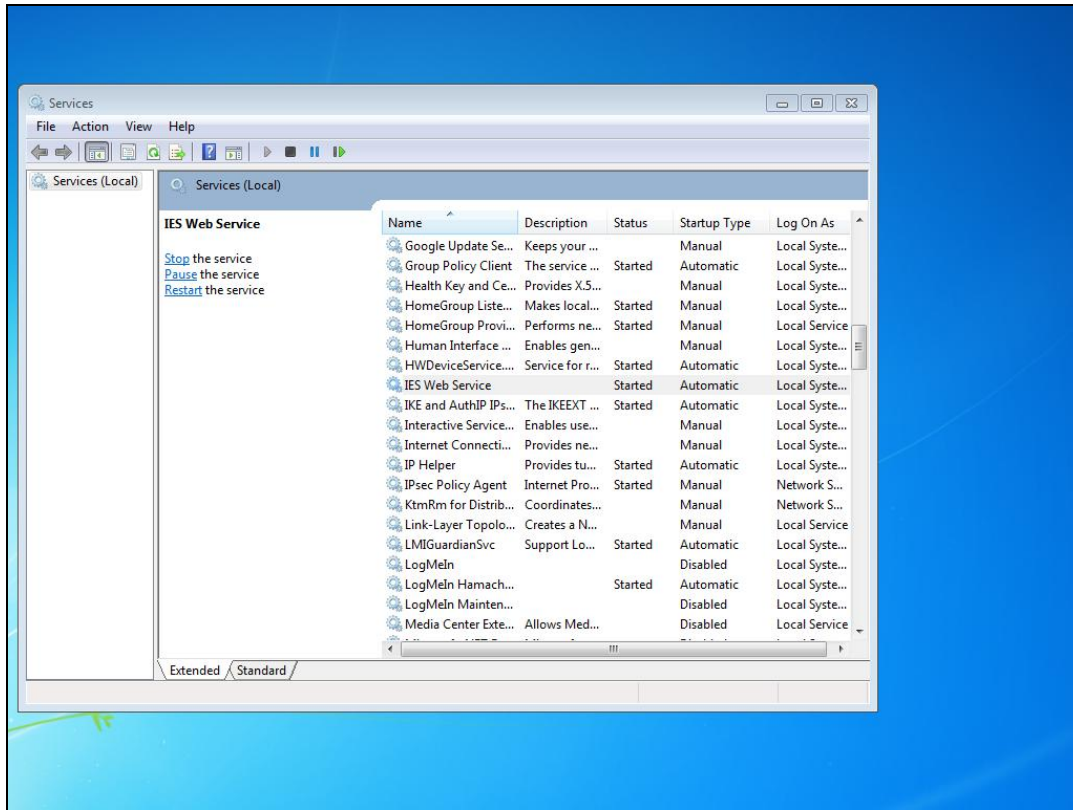 Services
File Action View Help
Services (Local)
Services (Local)
IES Web Service
Stop the service
Pause the service
Restart the service
Name Description Status Startup Type Log On As
Google Update Se... Keeps your ... Manual Local Syste...
Group Policy Client The service ... Started Automatic Local Syste...
Health Key and Ce... Provides X.5... Manual Local Syste...
HomeGroup Liste... Makes local... Started Manual Local Syste...
HomeGroup Provi... Performs ne... Started Manual Local Service
Human Interface ... Enables gen... Manual Local Syste...
HWDeviceService.... Service for r... Started Automatic Local Syste...
IES Web Service Started Automatic Local Syste...
IKE and AuthIP IPs... The IKEEXT ... Started Automatic Local Syste...
Interactive Service... Enables use... Manual Local Syste...
Internet Connecti... Provides ne... Manual Local Syste...
IP Helper Provides tu... Started Automatic Local Syste...
IPsec Policy Agent Internet Pro... Started Manual Network S...
KtmRm for Distrib... Coordinates... Manual Network S...
Link-Layer Topolo... Creates a N... Manual Local Service
LMIGuardianSvc Support Lo... Started Automatic Local Syste...
LogMeIn Disabled Local Syste...
LogMeIn Hamach... Started Automatic Local Syste...
LogMeIn Mainten... Disabled Local Syste...
Media Center Exte... Allows Med... Disabled Local Service
Extended Standard